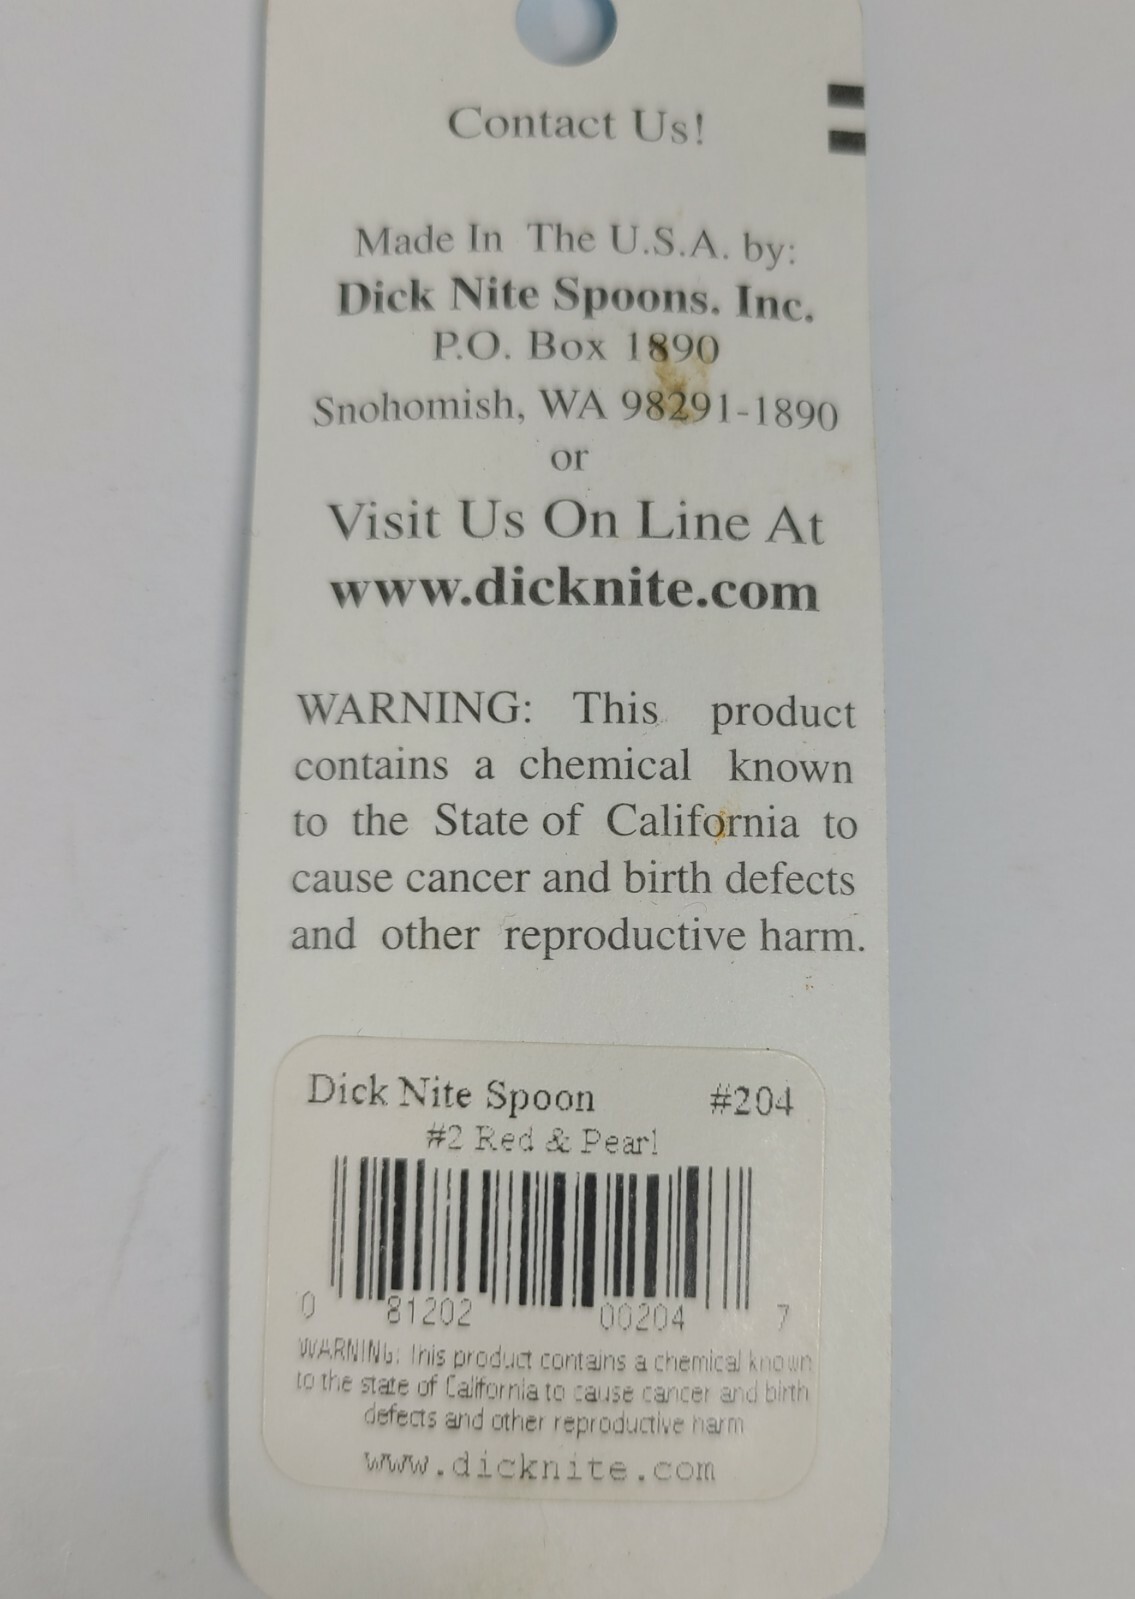 Contact Us!
Made In The U.S.A. by:
Dick Nite Spoons, Inc.
P.O. Box 1890
Snohomish, WA 98291-1890
or
Visit Us On Line At
www.dicknite.com
WARNING: This product
contains a chemical known
to the State of California to
cause cancer and birth defects
and other reproductive harm.
Dick Nite Spoon #204
#2 Red & Pearl
0 81202 00204 7
WARNING: This product contains a chemical known
to the state of California to cause cancer and birth
defects and other reproductive harm
www.dicknite.com